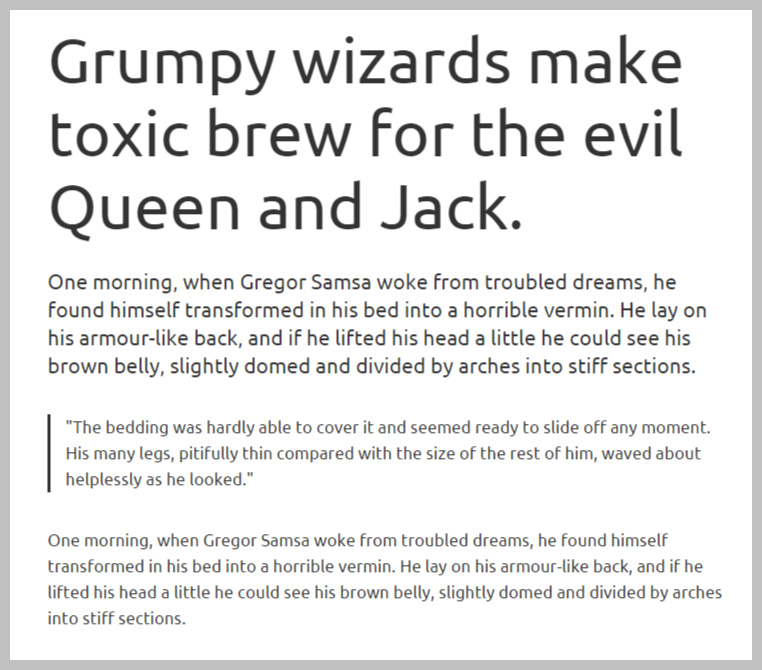 Grumpy wizards make
toxic brew for the evil
Queen and Jack.
One morning, when Gregor Samsa woke from troubled dreams, he
found himself transformed in his bed into a horrible vermin. He lay on
his armour-like back, and if he lifted his head a little he could see his
brown belly, slightly domed and divided by arches into stiff sections.
"The bedding was hardly able to cover it and seemed ready to slide off any moment.
His many legs, pitifully thin compared with the size of the rest of him, waved about
helplessly as he looked."
One morning, when Gregor Samsa woke from troubled dreams, he found himself
transformed in his bed into a horrible vermin. He lay on his armour-like back, and if he
lifted his head a little he could see his brown belly, slightly domed and divided by arches
into stiff sections.